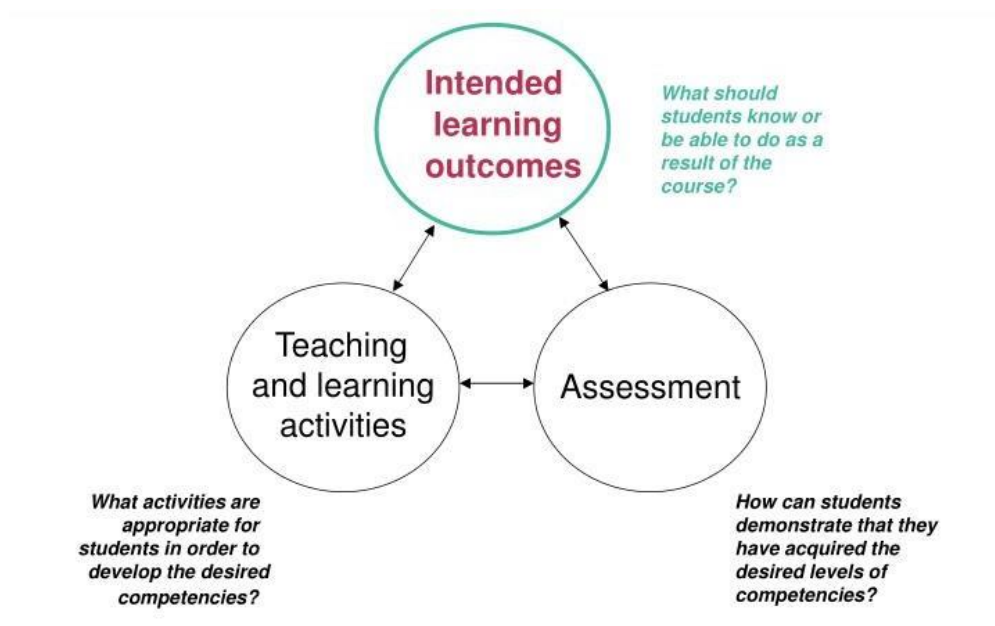 Intended
learning
outcomes
What should
students know or
be able to do as a
result of the
course?
Teaching
and learning
activities
Assessment
What activities are
appropriate for
students in order to
develop the desired
competencies?
How can students
demonstrate that they
have acquired the
desired levels of
competencies?